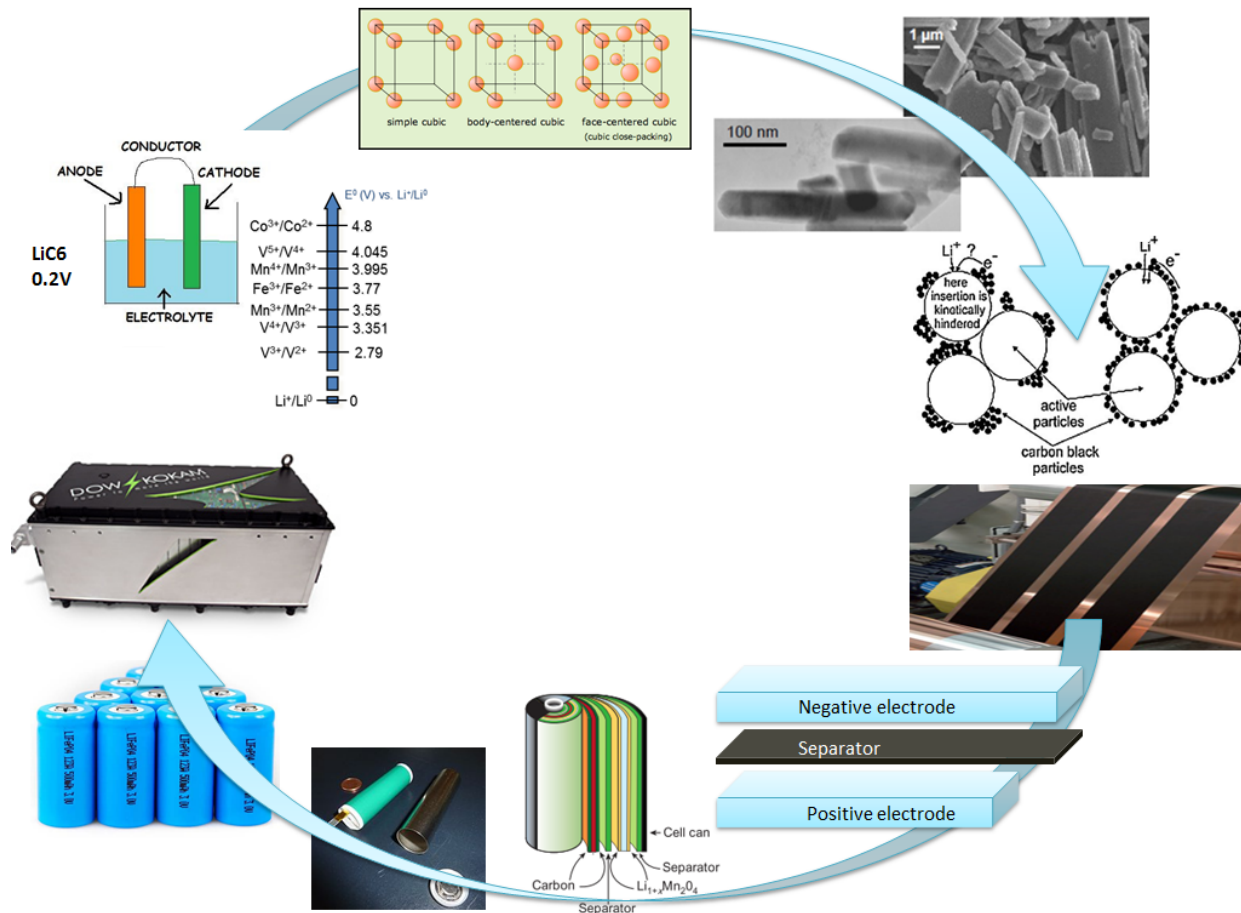 simple cubic
body-centered cubic
face-centered cubic
(cubic close-packing)
1 µm
100 nm
CONDUCTOR
ANODE
CATHODE
LiC6
0.2V
ELECTROLYTE
E⁰ (V) vs. Li⁺/Li⁰
Co³⁺/Co²⁺ 4.8
V⁵⁺/V⁴⁺ 4.045
Mn⁴⁺/Mn³⁺ 3.995
Fe³⁺/Fe²⁺ 3.77
Mn³⁺/Mn²⁺ 3.55
V⁴⁺/V³⁺ 3.351
V³⁺/V²⁺ 2.79
Li⁺/Li⁰ 0
Li⁺ ? e⁻
here
insertion is
kinetically
hindered
Li⁺ e⁻
active
particles
carbon black
particles
DOW KOKAM
Negative electrode
Separator
Positive electrode
Cell can
Separator
Carbon
Li₁₊ₓMn₂0₄
Separator